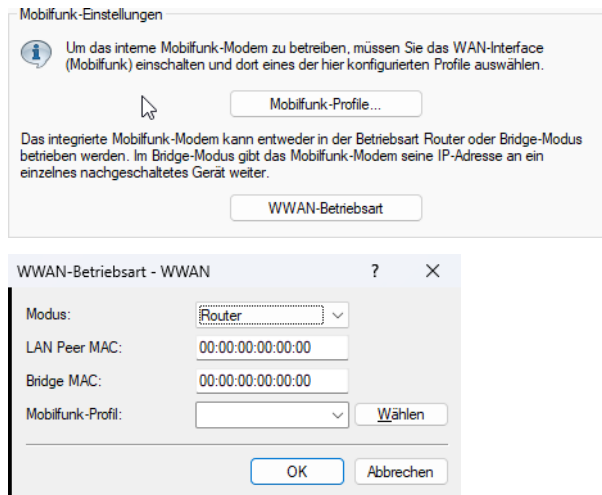 Mobilfunk-Einstellungen
Um das interne Mobilfunk-Modem zu betreiben, müssen Sie das WAN-Interface
(Mobilfunk) einschalten und dort eines der hier konfigurierten Profile auswählen.
Mobilfunk-Profile...
Das integrierte Mobilfunk-Modem kann entweder in der Betriebsart Router oder Bridge-Modus
betrieben werden. Im Bridge-Modus gibt das Mobilfunk-Modem seine IP-Adresse an ein
einzelnes nachgeschaltetes Gerät weiter.
WWAN-Betriebsart
WWAN-Betriebsart - WWAN ? X
Modus: Router
LAN Peer MAC: 00:00:00:00:00:00
Bridge MAC: 00:00:00:00:00:00
Mobilfunk-Profil: Wählen
OK Abbrechen